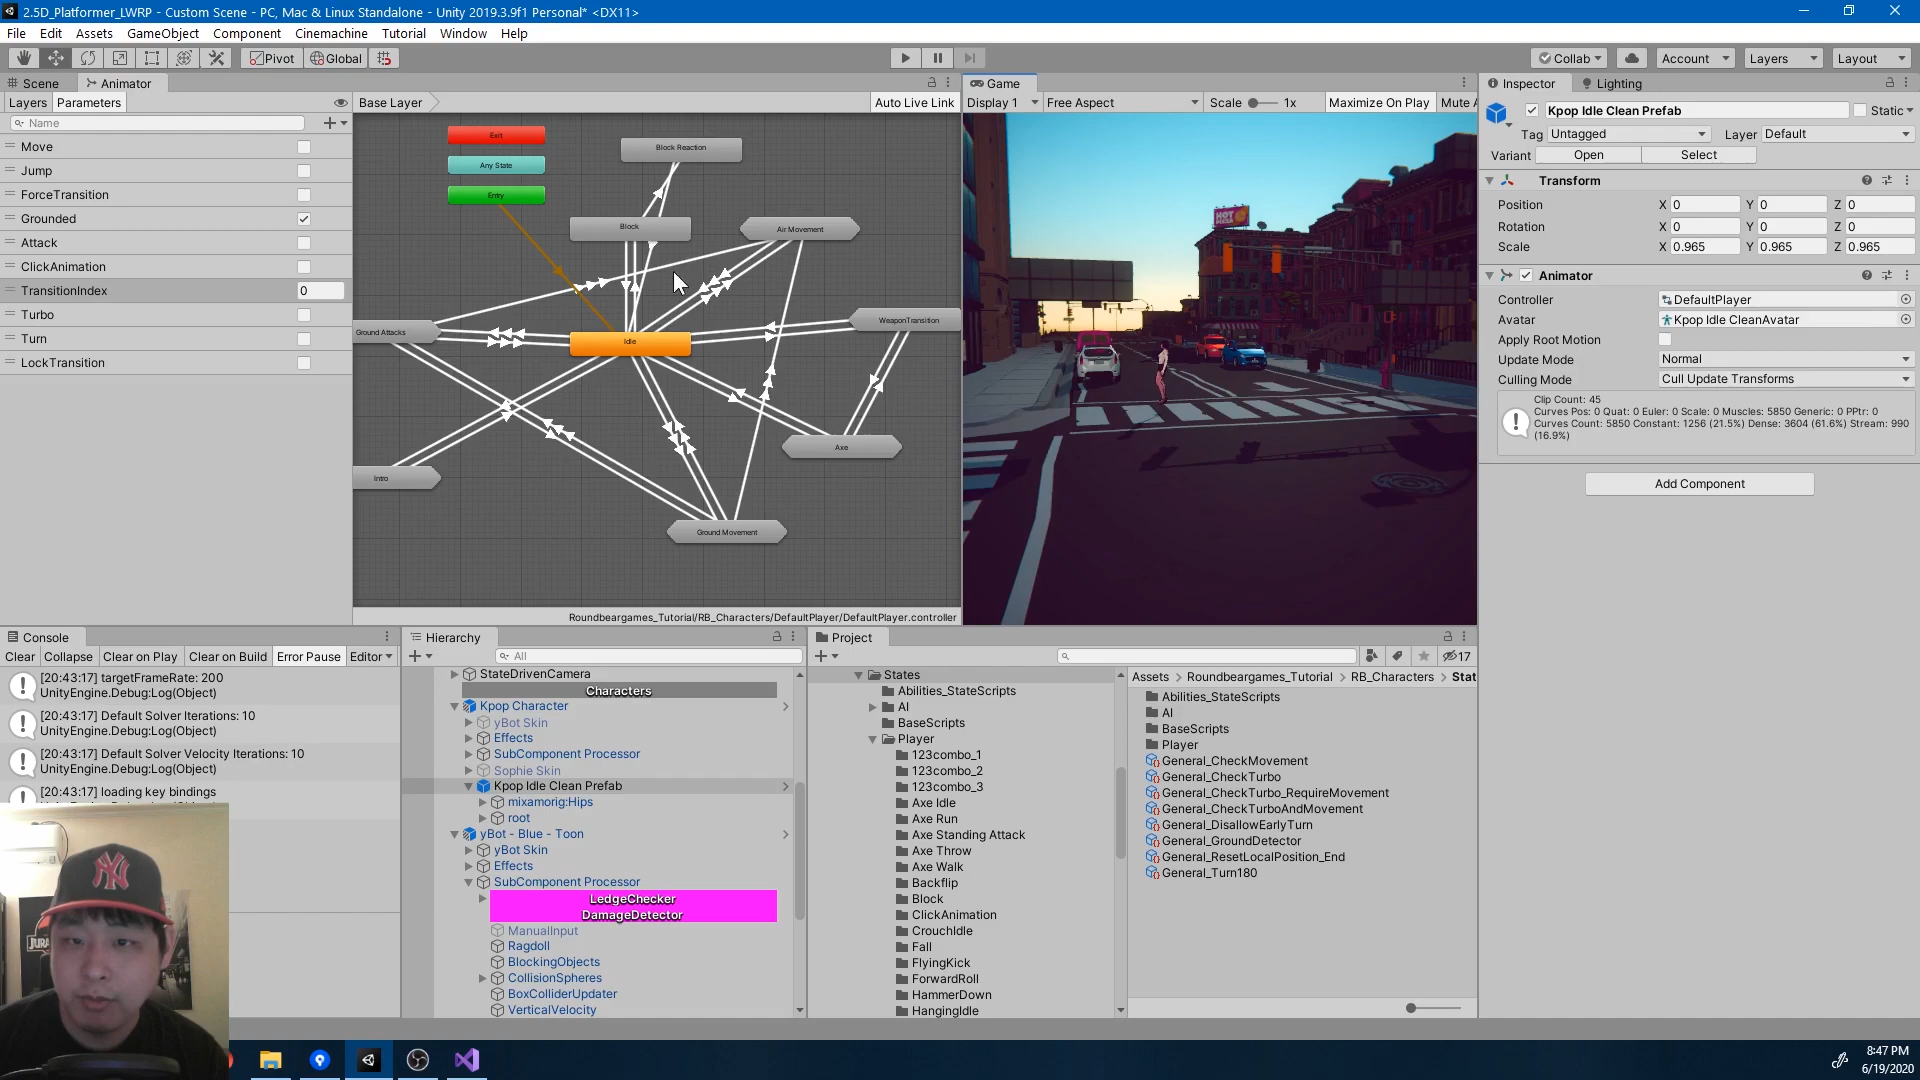 2.5D_Platformer_LWRP - Custom Scene - PC, Mac & Linux Standalone - Unity 2019.3.9f1 Personal* <DX11>
File Edit Assets GameObject Component Cinemachine Tutorial Window Help
Pivot Global Collab Account Layers Layout
Scene Animator
Layers Parameters Base Layer Auto Live Link
Name
Move
Jump
ForceTransition
Grounded
Attack
ClickAnimation
TransitionIndex 0
Turbo
Turn
LockTransition
Exit
Any State
Entry
Block Reaction
Block
Air Movement
Ground Attacks
Idle
WeaponTransition
Axe
Intro
Ground Movement
Roundbeargames_Tutorial/RB_Characters/DefaultPlayer/DefaultPlayer.controller
Game
Display 1 Free Aspect Scale 1x Maximize On Play Mute A
HOT
PIZZA
Inspector Lighting
Kpop Idle Clean Prefab Static
Tag Untagged Layer Default
Variant Open Select
Transform
Position X 0 Y 0 Z 0
Rotation X 0 Y 0 Z 0
Scale X 0.965 Y 0.965 Z 0.965
Animator
Controller DefaultPlayer
Avatar Kpop Idle CleanAvatar
Apply Root Motion
Update Mode Normal
Culling Mode Cull Update Transforms
Clip Count: 45
Curves Pos: 0 Quat: 0 Euler: 0 Scale: 0 Muscles: 5850 Generic: 0 PPtr: 0
Curves Count: 5850 Constant: 1256 (21.5%) Dense: 3604 (61.6%) Stream: 990
(16.9%)
Add Component
Console
Clear Collapse Clear on Play Clear on Build Error Pause Editor
[20:43:17] targetFrameRate: 200
UnityEngine.Debug:Log(Object)
[20:43:17] Default Solver Iterations: 10
UnityEngine.Debug:Log(Object)
[20:43:17] Default Solver Velocity Iterations: 10
UnityEngine.Debug:Log(Object)
[20:43:17] loading key bindings
Hierarchy
All
StateDrivenCamera
Characters
Kpop Character
yBot Skin
Effects
SubComponent Processor
Sophie Skin
Kpop Idle Clean Prefab
mixamorig:Hips
root
yBot - Blue - Toon
yBot Skin
Effects
SubComponent Processor
LedgeChecker
DamageDetector
ManualInput
Ragdoll
BlockingObjects
CollisionSpheres
BoxColliderUpdater
VerticalVelocity
Project
17
States
Abilities_StateScripts
AI
BaseScripts
Player
123combo_1
123combo_2
123combo_3
Axe Idle
Axe Run
Axe Standing Attack
Axe Throw
Axe Walk
Backflip
Block
ClickAnimation
CrouchIdle
Fall
FlyingKick
ForwardRoll
HammerDown
HangingIdle
Assets > Roundbeargames_Tutorial > RB_Characters > Stat
Abilities_StateScripts
AI
BaseScripts
Player
General_CheckMovement
General_CheckTurbo
General_CheckTurbo_RequireMovement
General_CheckTurboAndMovement
General_DisallowEarlyTurn
General_GroundDetector
General_ResetLocalPosition_End
General_Turn180
8:47 PM
6/19/2020